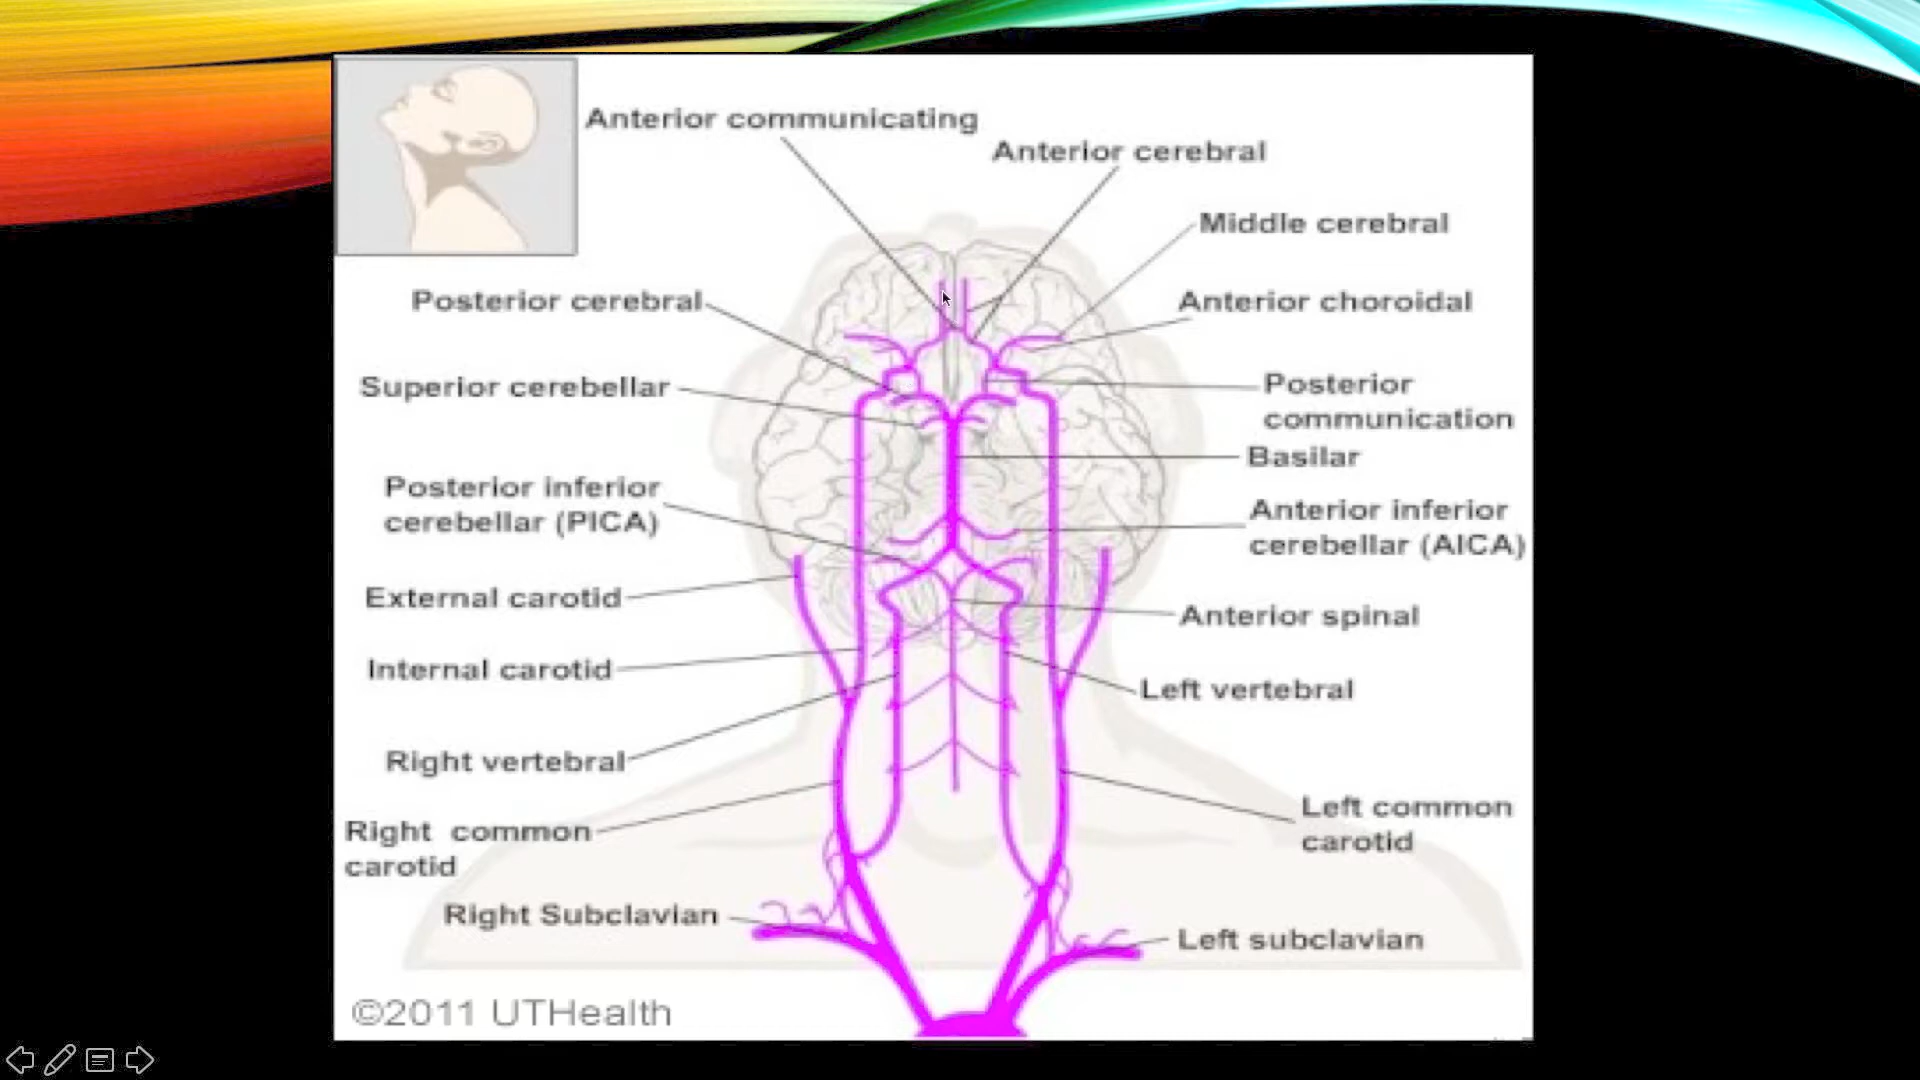 Anterior communicating
Anterior cerebral
Middle cerebral
Posterior cerebral
Anterior choroidal
Superior cerebellar
Posterior
communication
Basilar
Posterior inferior
cerebellar (PICA)
Anterior inferior
cerebellar (AICA)
External carotid
Anterior spinal
Internal carotid
Left vertebral
Right vertebral
Left common
carotid
Right common
carotid
Right Subclavian
Left subclavian
©2011 UTHealth